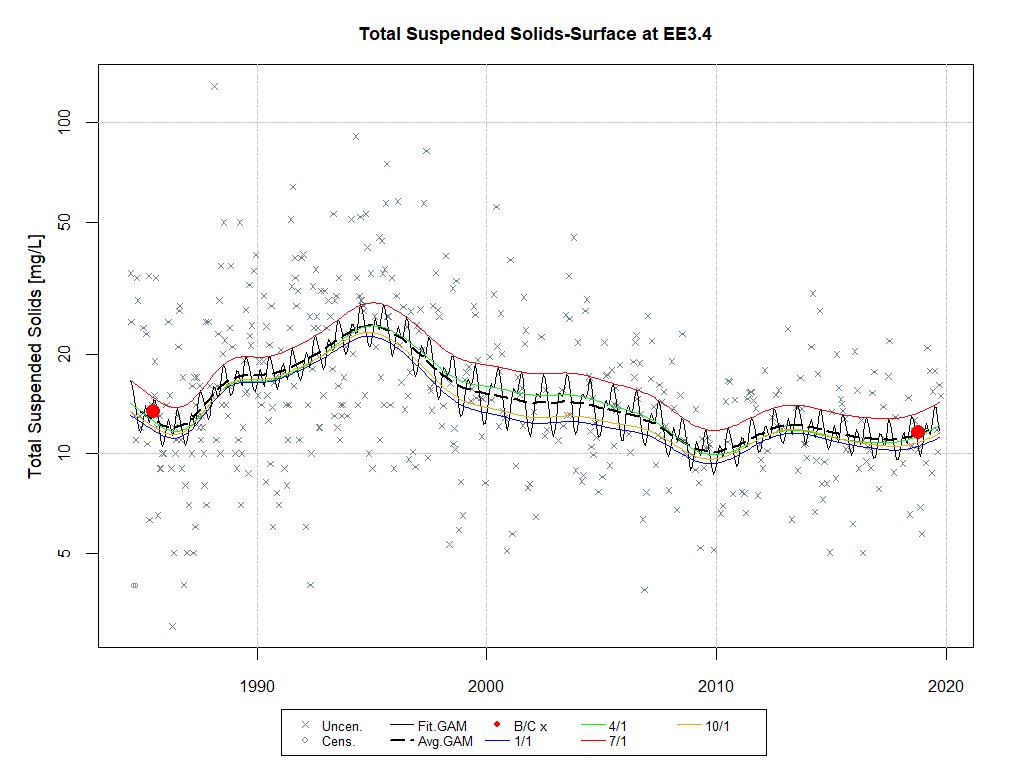 Total Suspended Solids-Surface at EE3.4
Total Suspended Solids [mg/L]
100
50
20
10
5
1990 2000 2010 2020
Uncen. Fit.GAM B/C x 4/1 10/1
Cens. Avg.GAM 1/1 7/1